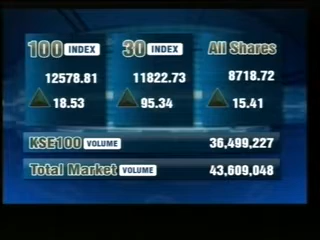 100 INDEX 30 INDEX All Shares
12578.81 11822.73 8718.72
18.53 95.34 15.41
KSE100 VOLUME 36,499,227
Total Market VOLUME 43,609,048